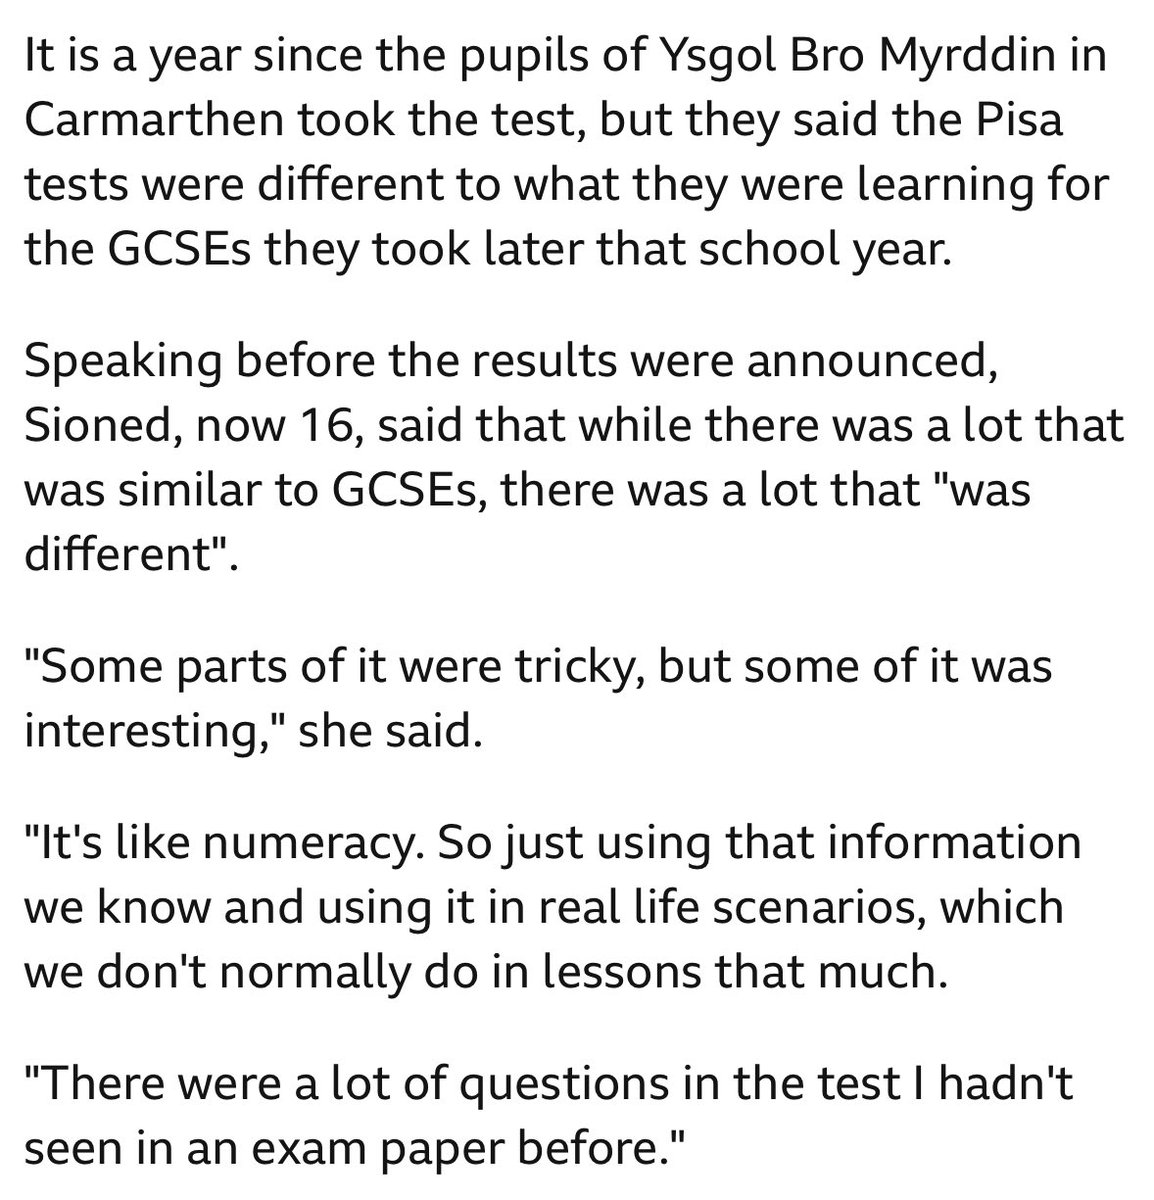 It is a year since the pupils of Ysgol Bro Myrddin in
Carmarthen took the test, but they said the Pisa
tests were different to what they were learning for
the GCSEs they took later that school year.
Speaking before the results were announced,
Sioned, now 16, said that while there was a lot that
was similar to GCSEs, there was a lot that "was
different".
"Some parts of it were tricky, but some of it was
interesting," she said.
"It's like numeracy. So just using that information
we know and using it in real life scenarios, which
we don't normally do in lessons that much.
"There were a lot of questions in the test I hadn't
seen in an exam paper before."